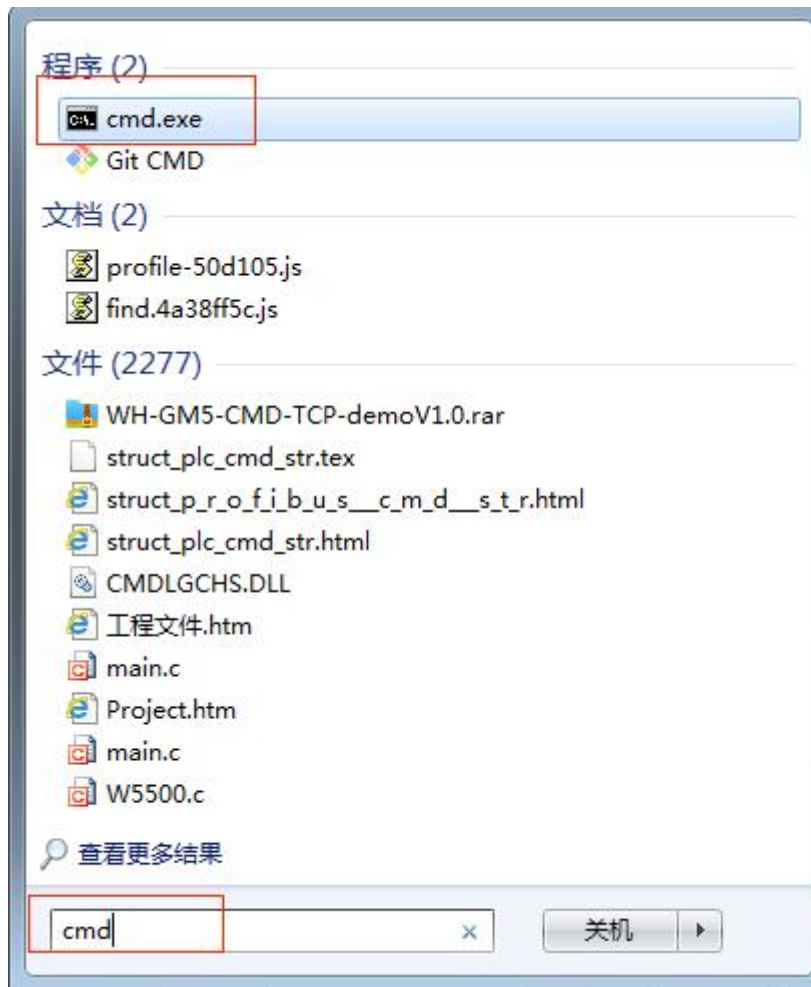 程序 (2)
cmd.exe
Git CMD
文档 (2)
profile-50d105.js
find.4a38ff5c.js
文件 (2277)
WH-GM5-CMD-TCP-demoV1.0.rar
struct_plc_cmd_str.tex
struct_p_r_o_f_i_b_u_s__c_m_d__s_t_r.html
struct_plc_cmd_str.html
CMDLGCHS.DLL
工程文件.htm
main.c
Project.htm
main.c
W5500.c
查看更多结果
cmd
关机